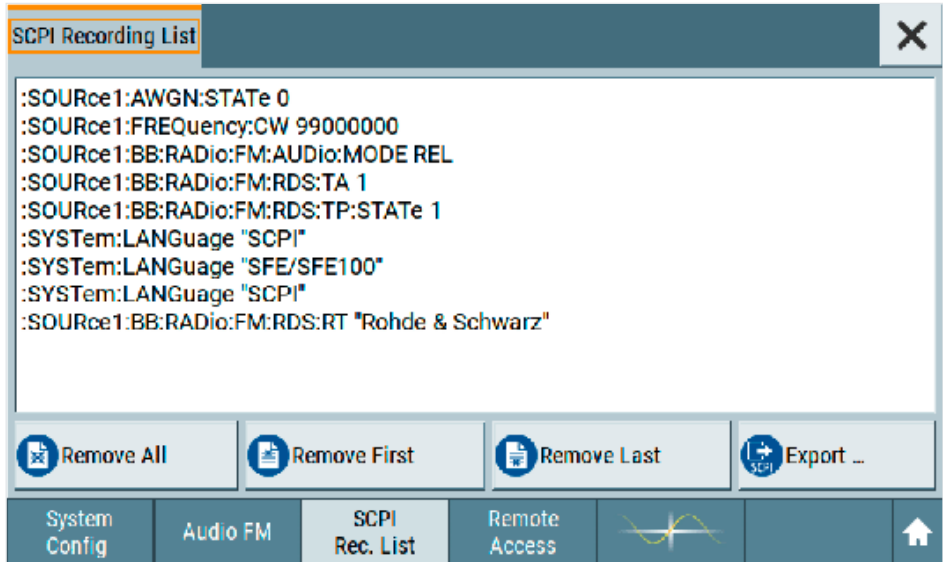 SCPI Recording List
:SOURce1:AWGN:STATe 0
:SOURce1:FREQuency:CW 99000000
:SOURce1:BB:RADio:FM:AUDio:MODE REL
:SOURce1:BB:RADio:FM:RDS:TA 1
:SOURce1:BB:RADio:FM:RDS:TP:STATe 1
:SYSTem:LANGuage "SCPI"
:SYSTem:LANGuage "SFE/SFE100"
:SYSTem:LANGuage "SCPI"
:SOURce1:BB:RADio:FM:RDS:RT "Rohde & Schwarz"
Remove All
Remove First
Remove Last
SCPI
Export ...
System
Config
Audio FM
SCPI
Rec. List
Remote
Access